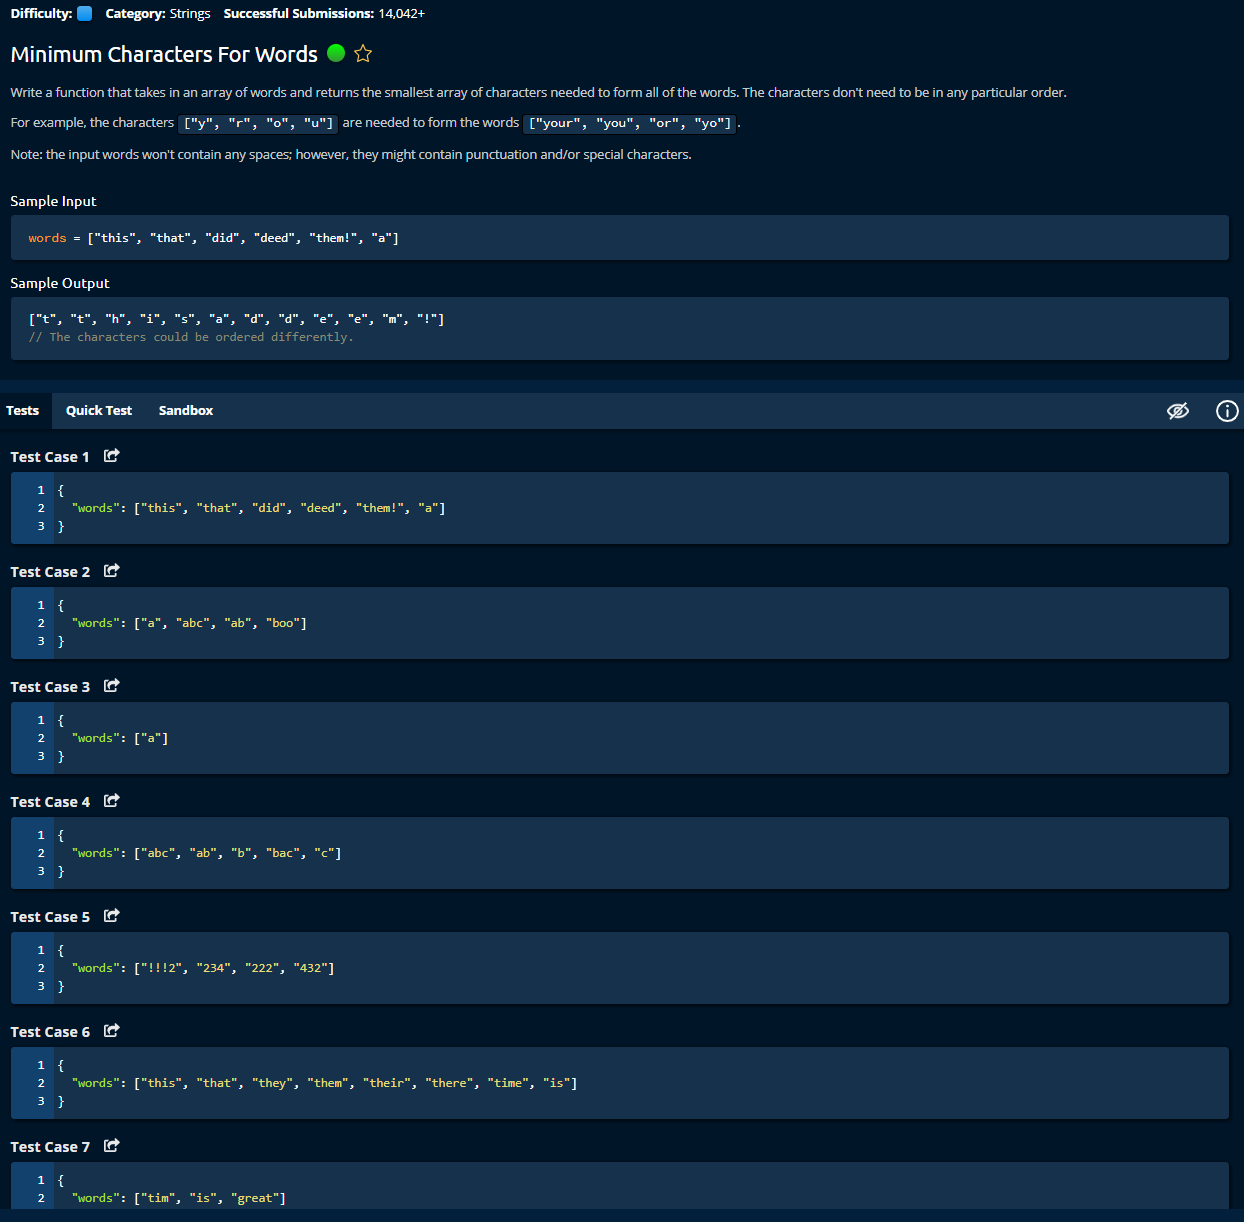 Difficulty: Category: Strings Successful Submissions: 14,042+
Minimum Characters For Words
Write a function that takes in an array of words and returns the smallest array of characters needed to form all of the words. The characters don't need to be in any particular order.
For example, the characters ["y", "r", "o", "u"] are needed to form the words ["your", "you", "or", "yo"] .
Note: the input words won't contain any spaces; however, they might contain punctuation and/or special characters.
Sample Input
words = ["this", "that", "did", "deed", "them!", "a"]
Sample Output
["t", "t", "h", "i", "s", "a", "d", "d", "e", "e", "m", "!"]
// The characters could be ordered differently.
Tests Quick Test Sandbox
Test Case 1
1 {
2 "words": ["this", "that", "did", "deed", "them!", "a"]
3 }
Test Case 2
1 {
2 "words": ["a", "abc", "ab", "boo"]
3 }
Test Case 3
1 {
2 "words": ["a"]
3 }
Test Case 4
1 {
2 "words": ["abc", "ab", "b", "bac", "c"]
3 }
Test Case 5
1 {
2 "words": ["!!!2", "234", "222", "432"]
3 }
Test Case 6
1 {
2 "words": ["this", "that", "they", "them", "their", "there", "time", "is"]
3 }
Test Case 7
1 {
2 "words": ["tim", "is", "great"]